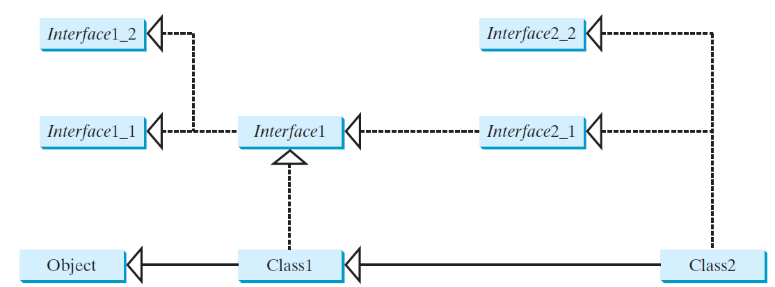 Interface1_2
Interface2_2
Interface1_1
Interface1
Interface2_1
Object
Class1
Class2